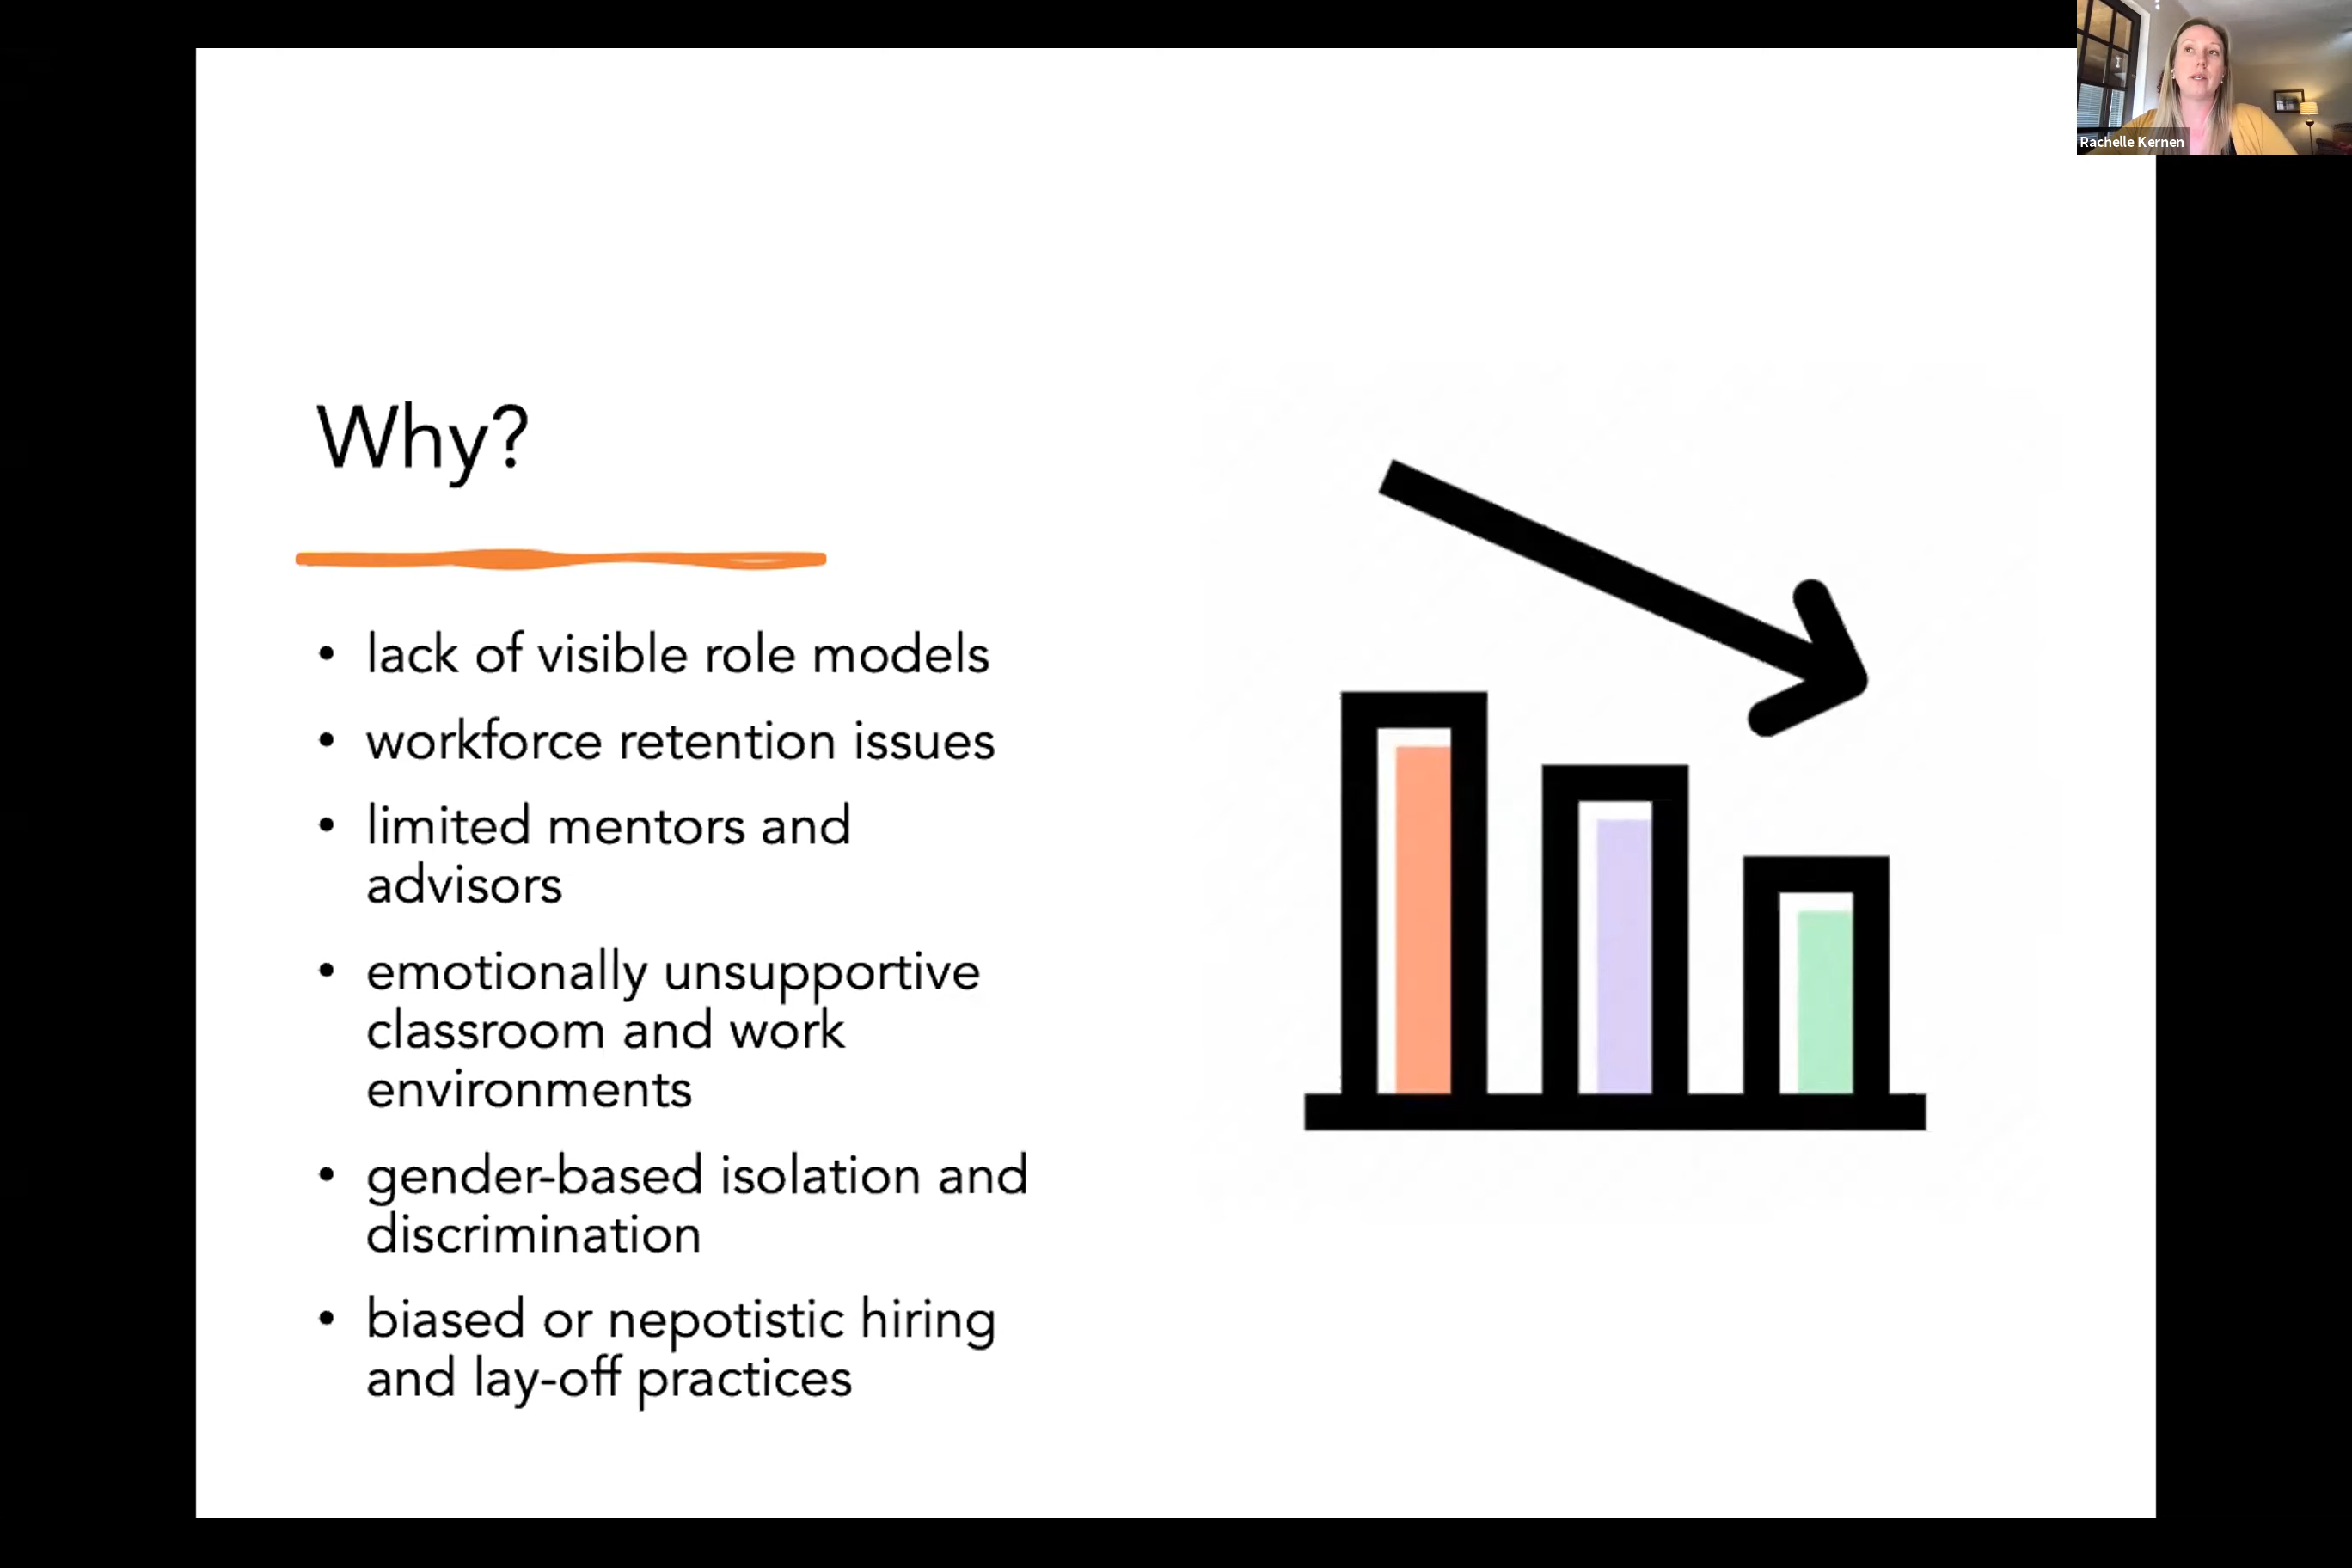 Rachelle Kernen
Why?
• lack of visible role models
• workforce retention issues
• limited mentors and
advisors
• emotionally unsupportive
classroom and work
environments
• gender-based isolation and
discrimination
• biased or nepotistic hiring
and lay-off practices